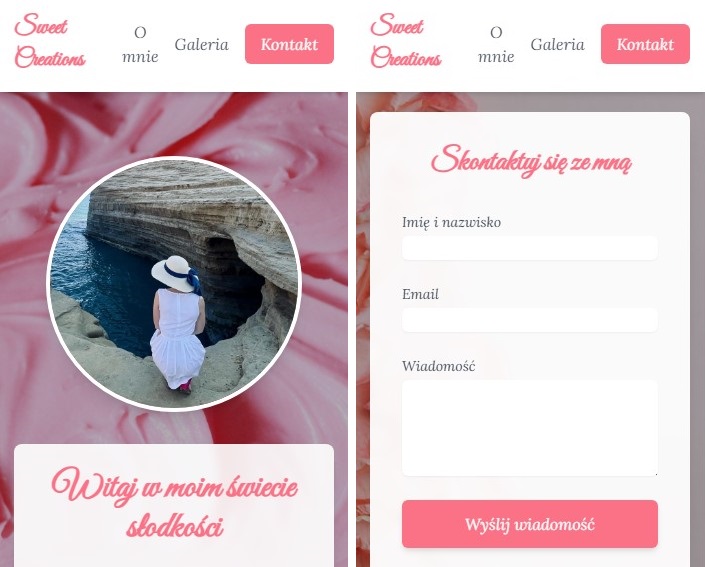 Sweet
Creations
O
mnie
Galeria
Kontakt
Witaj w moim świecie
słodkości
Sweet
Creations
O
mnie
Galeria
Kontakt
Skontaktuj się ze mną
Imię i nazwisko
Email
Wiadomość
Wyślij wiadomość